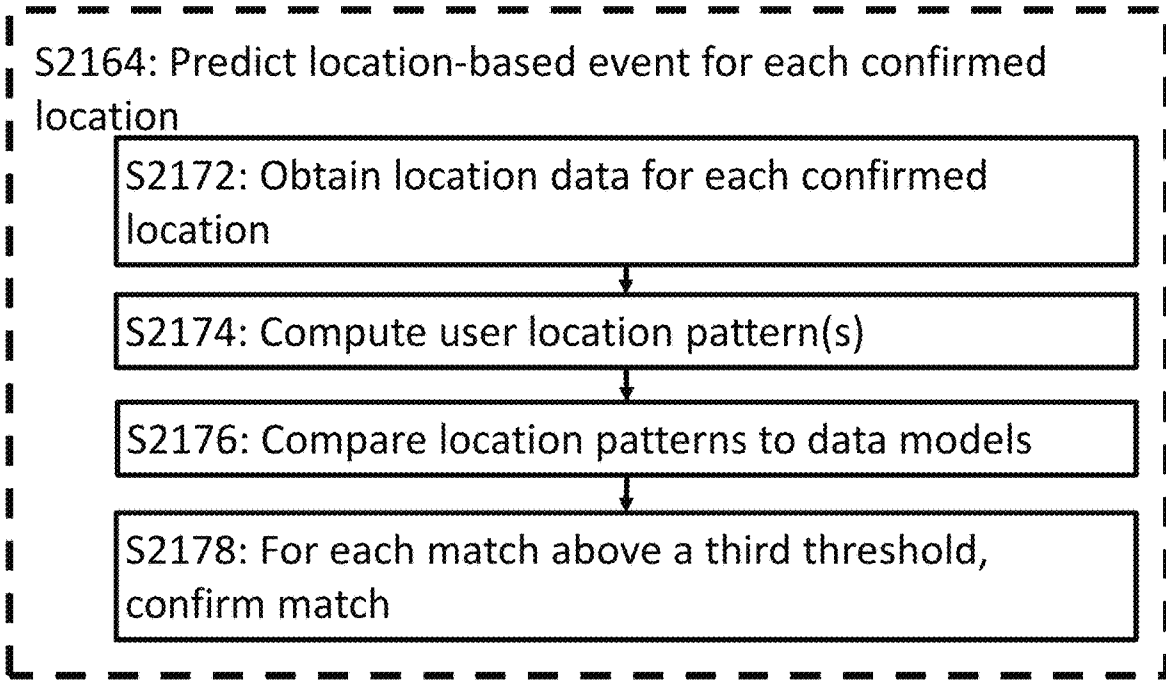 S2164: Predict location-based event for each confirmed
location
S2172: Obtain location data for each confirmed
location
S2174: Compute user location pattern(s)
S2176: Compare location patterns to data models
S2178: For each match above a third threshold,
confirm match